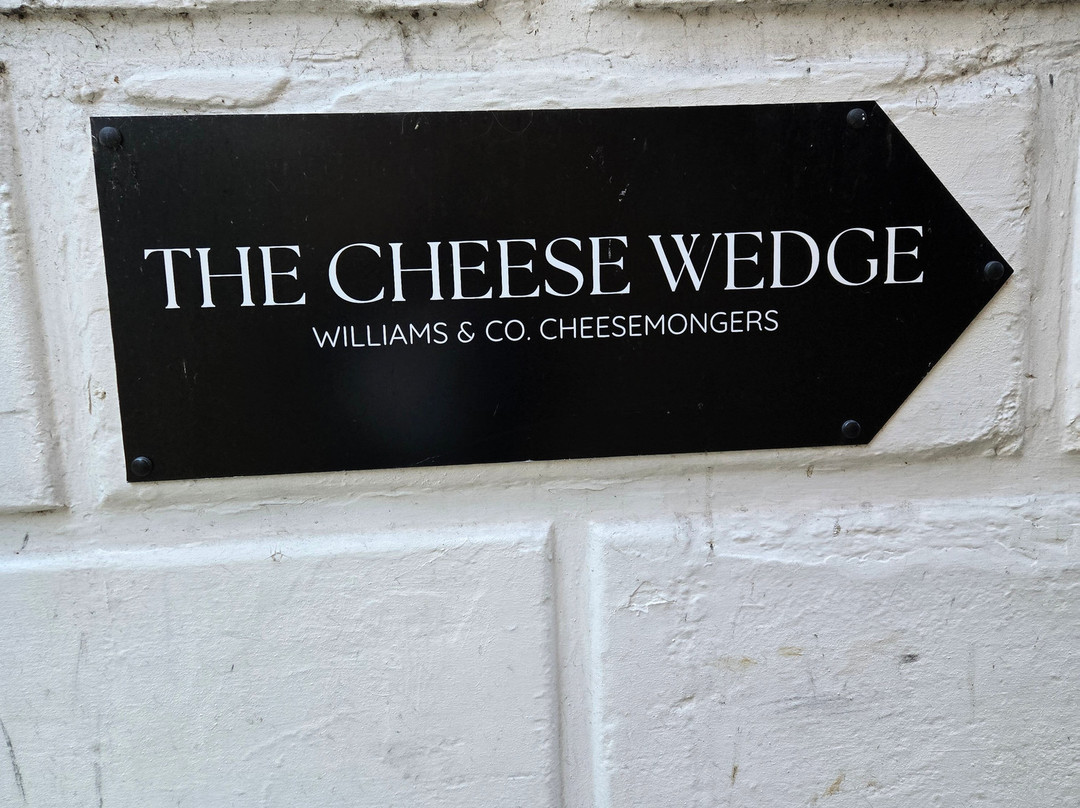 THE CHEESE WEDGE
WILLIAMS & CO. CHEESEMONGERS